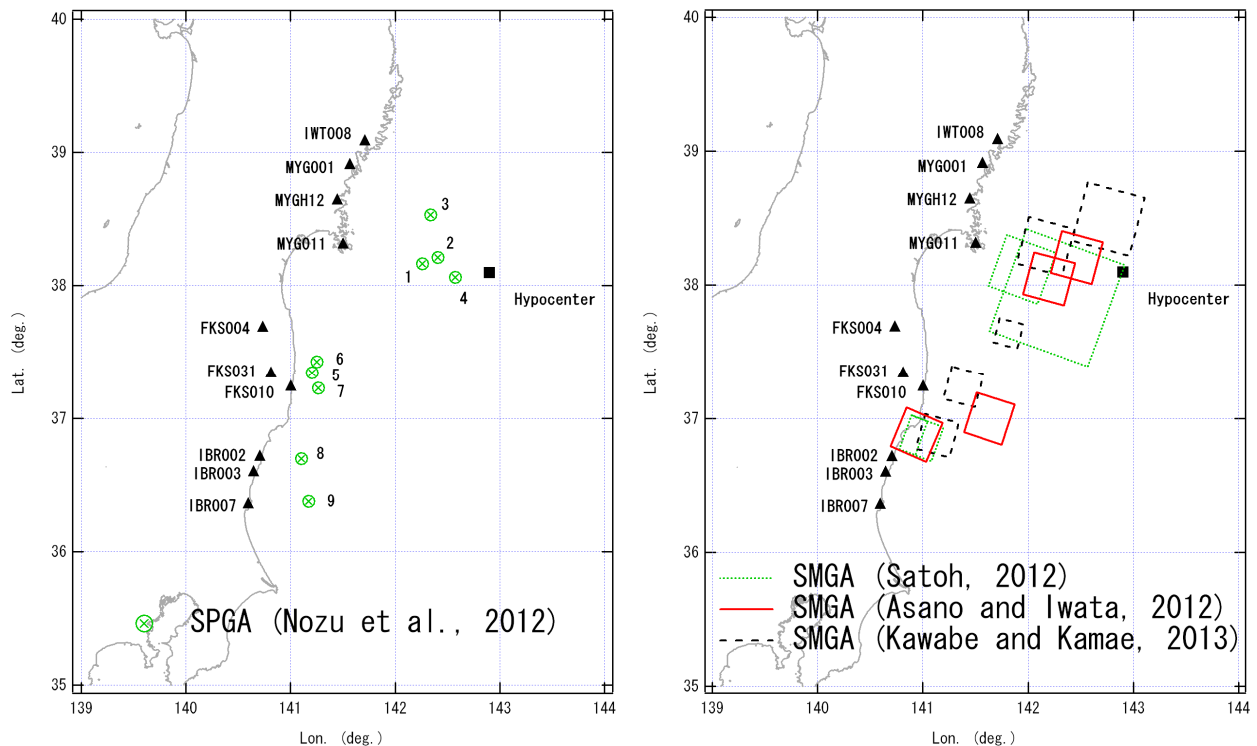 40
39
38
37
36
35
139
140
141
142
143
144
Lat. (deg.)
Lon. (deg.)
IWT008
MYG001
MYGH12
MYG011
FKS004
FKS031
FKS010
IBR002
IBR003
IBR007
3
2
1
4
6
5
7
8
9
Hypocenter
SPGA (Nozu et al., 2012)
40
39
38
37
36
35
139
140
141
142
143
144
Lat. (deg.)
Lon. (deg.)
IWT008
MYG001
MYGH12
MYG011
FKS004
FKS031
FKS010
IBR002
IBR003
IBR007
Hypocenter
SMGA (Satoh, 2012)
SMGA (Asano and Iwata, 2012)
SMGA (Kawabe and Kamae, 2013)